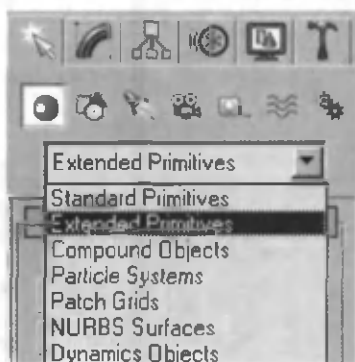 Extended Primitives
Standard Primitives
Extended Primitives
Compound Objects
Particle Systems
Patch Grids
NURBS Surfaces
Dynamics Objects